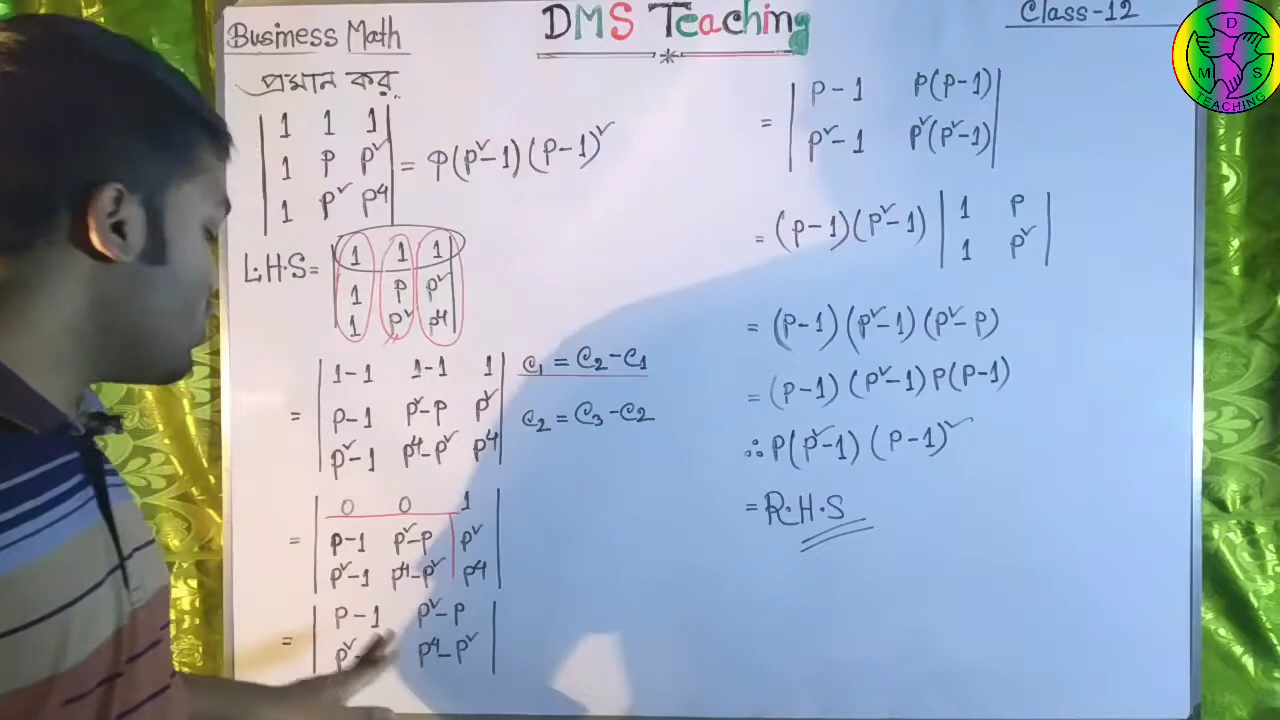 Business Math
DMS Teaching
Class-12
D
M S
TEACHING
প্রমান কর
| 1 1 1 |
| 1 P P² | = P(P²-1)(P-1)²
| 1 P² P4 |
L.H.S = | 1 1 1 |
| 1 P P² |
| 1 P² P4 |
| 1-1 1-1 1 | C₁ = C₂-C₁
= | P-1 P²-P P² | C₂ = C₃-C₂
| P²-1 P4-P² P4 |
| 0 0 1 |
= | P-1 P²-P P² |
| P²-1 P4-P² P4 |
= | P-1 P²-P |
| P²- P4-P² |
= | P-1 P(P-1) |
| P²-1 P²(P²-1) |
= (P-1)(P²-1) | 1 P |
| 1 P² |
= (P-1)(P²-1)(P²-P)
= (P-1)(P²-1)P(P-1)
∴ P(P²-1)(P-1)²
= R.H.S